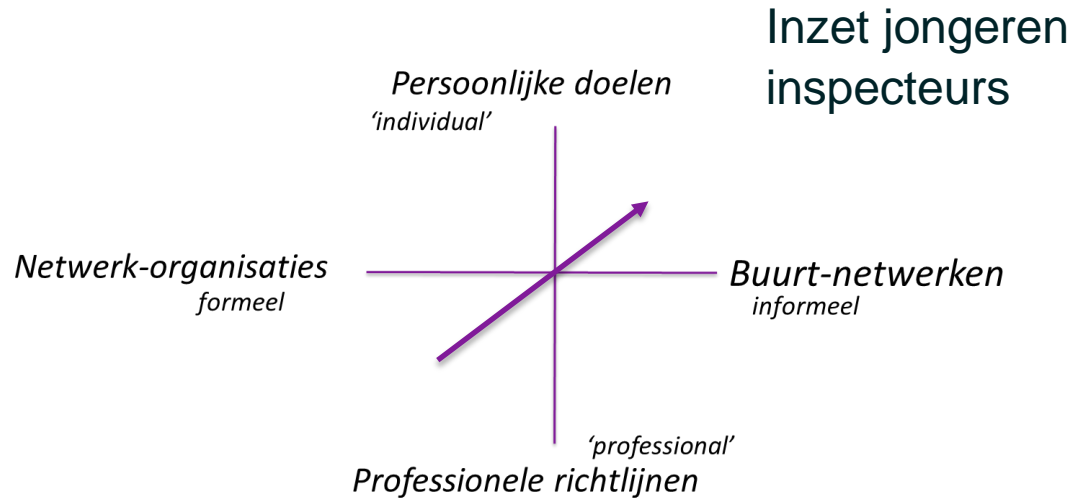 Inzet jongeren
inspecteurs
Persoonlijke doelen
‘individual’
Netwerk-organisaties
formeel
Buurt-netwerken
informeel
‘professional’
Professionele richtlijnen